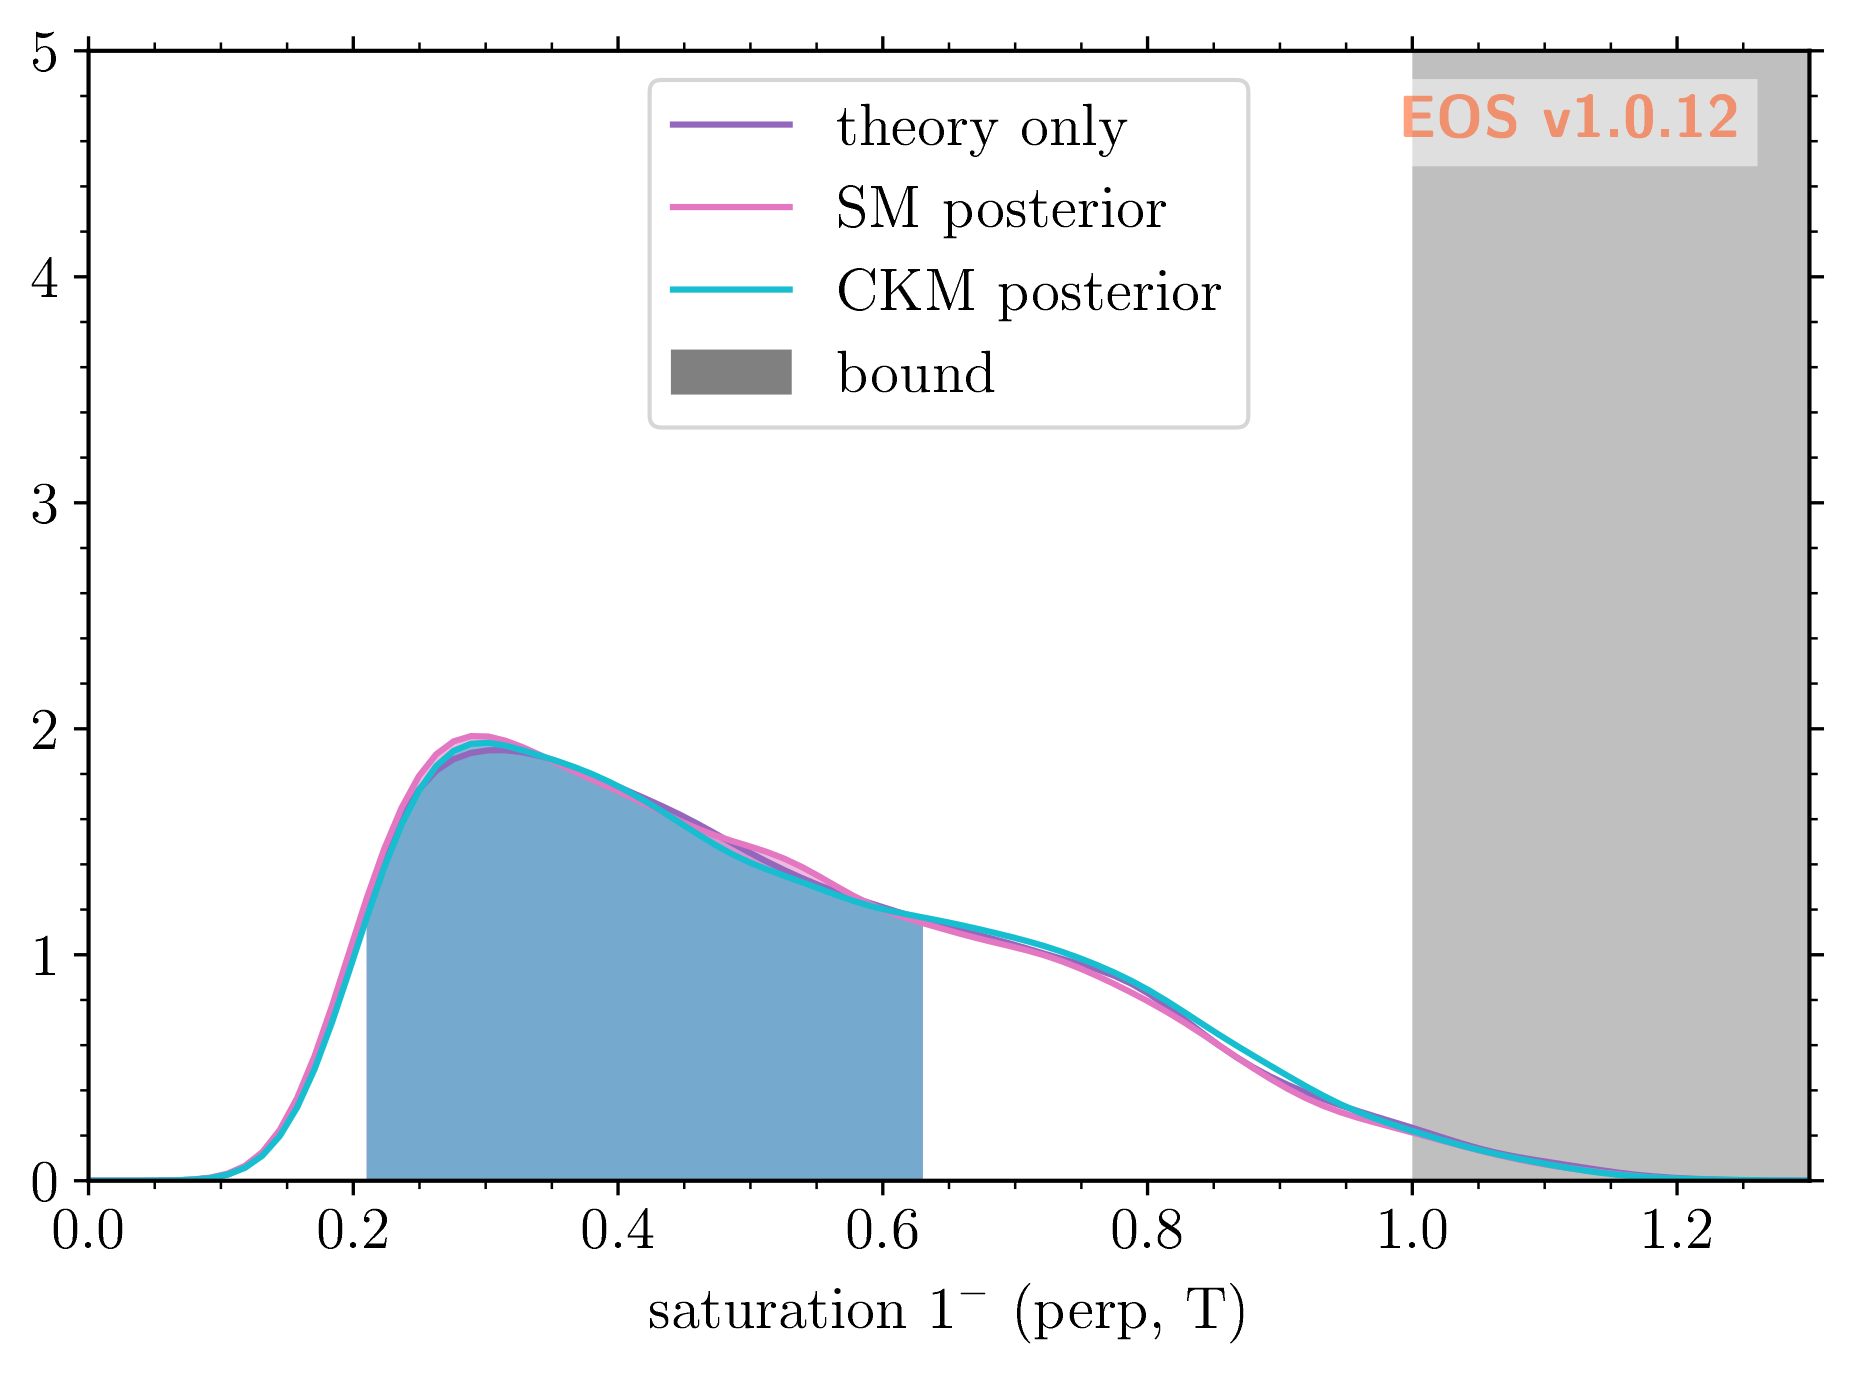 5
4
3
2
1
0
theory only
SM posterior
CKM posterior
bound
EOS v1.0.12
0.0 0.2 0.4 0.6 0.8 1.0 1.2
saturation 1⁻ (perp, T)